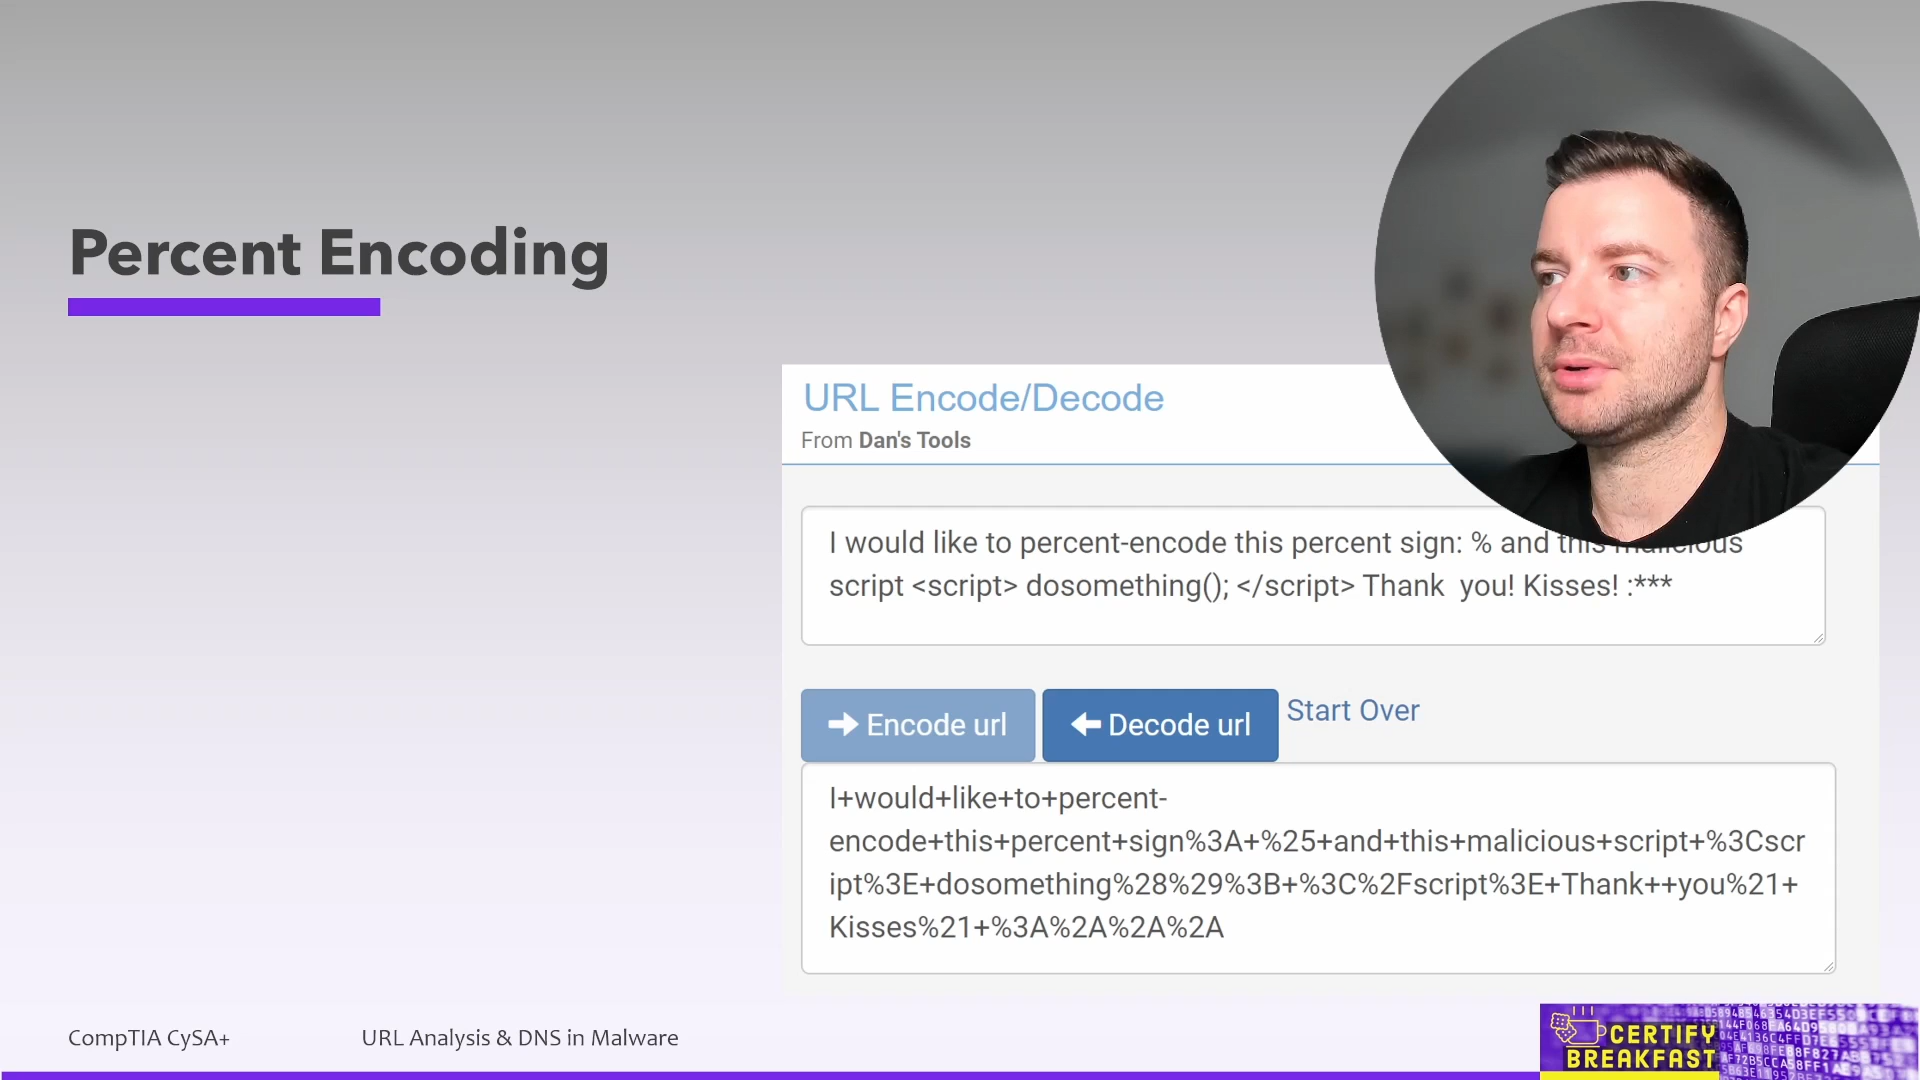 Percent Encoding
URL Encode/Decode
From Dan's Tools
I would like to percent-encode this percent sign: % and this malicious
script <script> dosomething(); </script> Thank  you! Kisses! :***
Encode url
Decode url
Start Over
I+would+like+to+percent-
encode+this+percent+sign%3A+%25+and+this+malicious+script+%3Cscr
ipt%3E+dosomething%28%29%3B+%3C%2Fscript%3E+Thank++you%21+
Kisses%21+%3A%2A%2A%2A
CompTIA CySA+
URL Analysis & DNS in Malware
CERTIFY
BREAKFAST